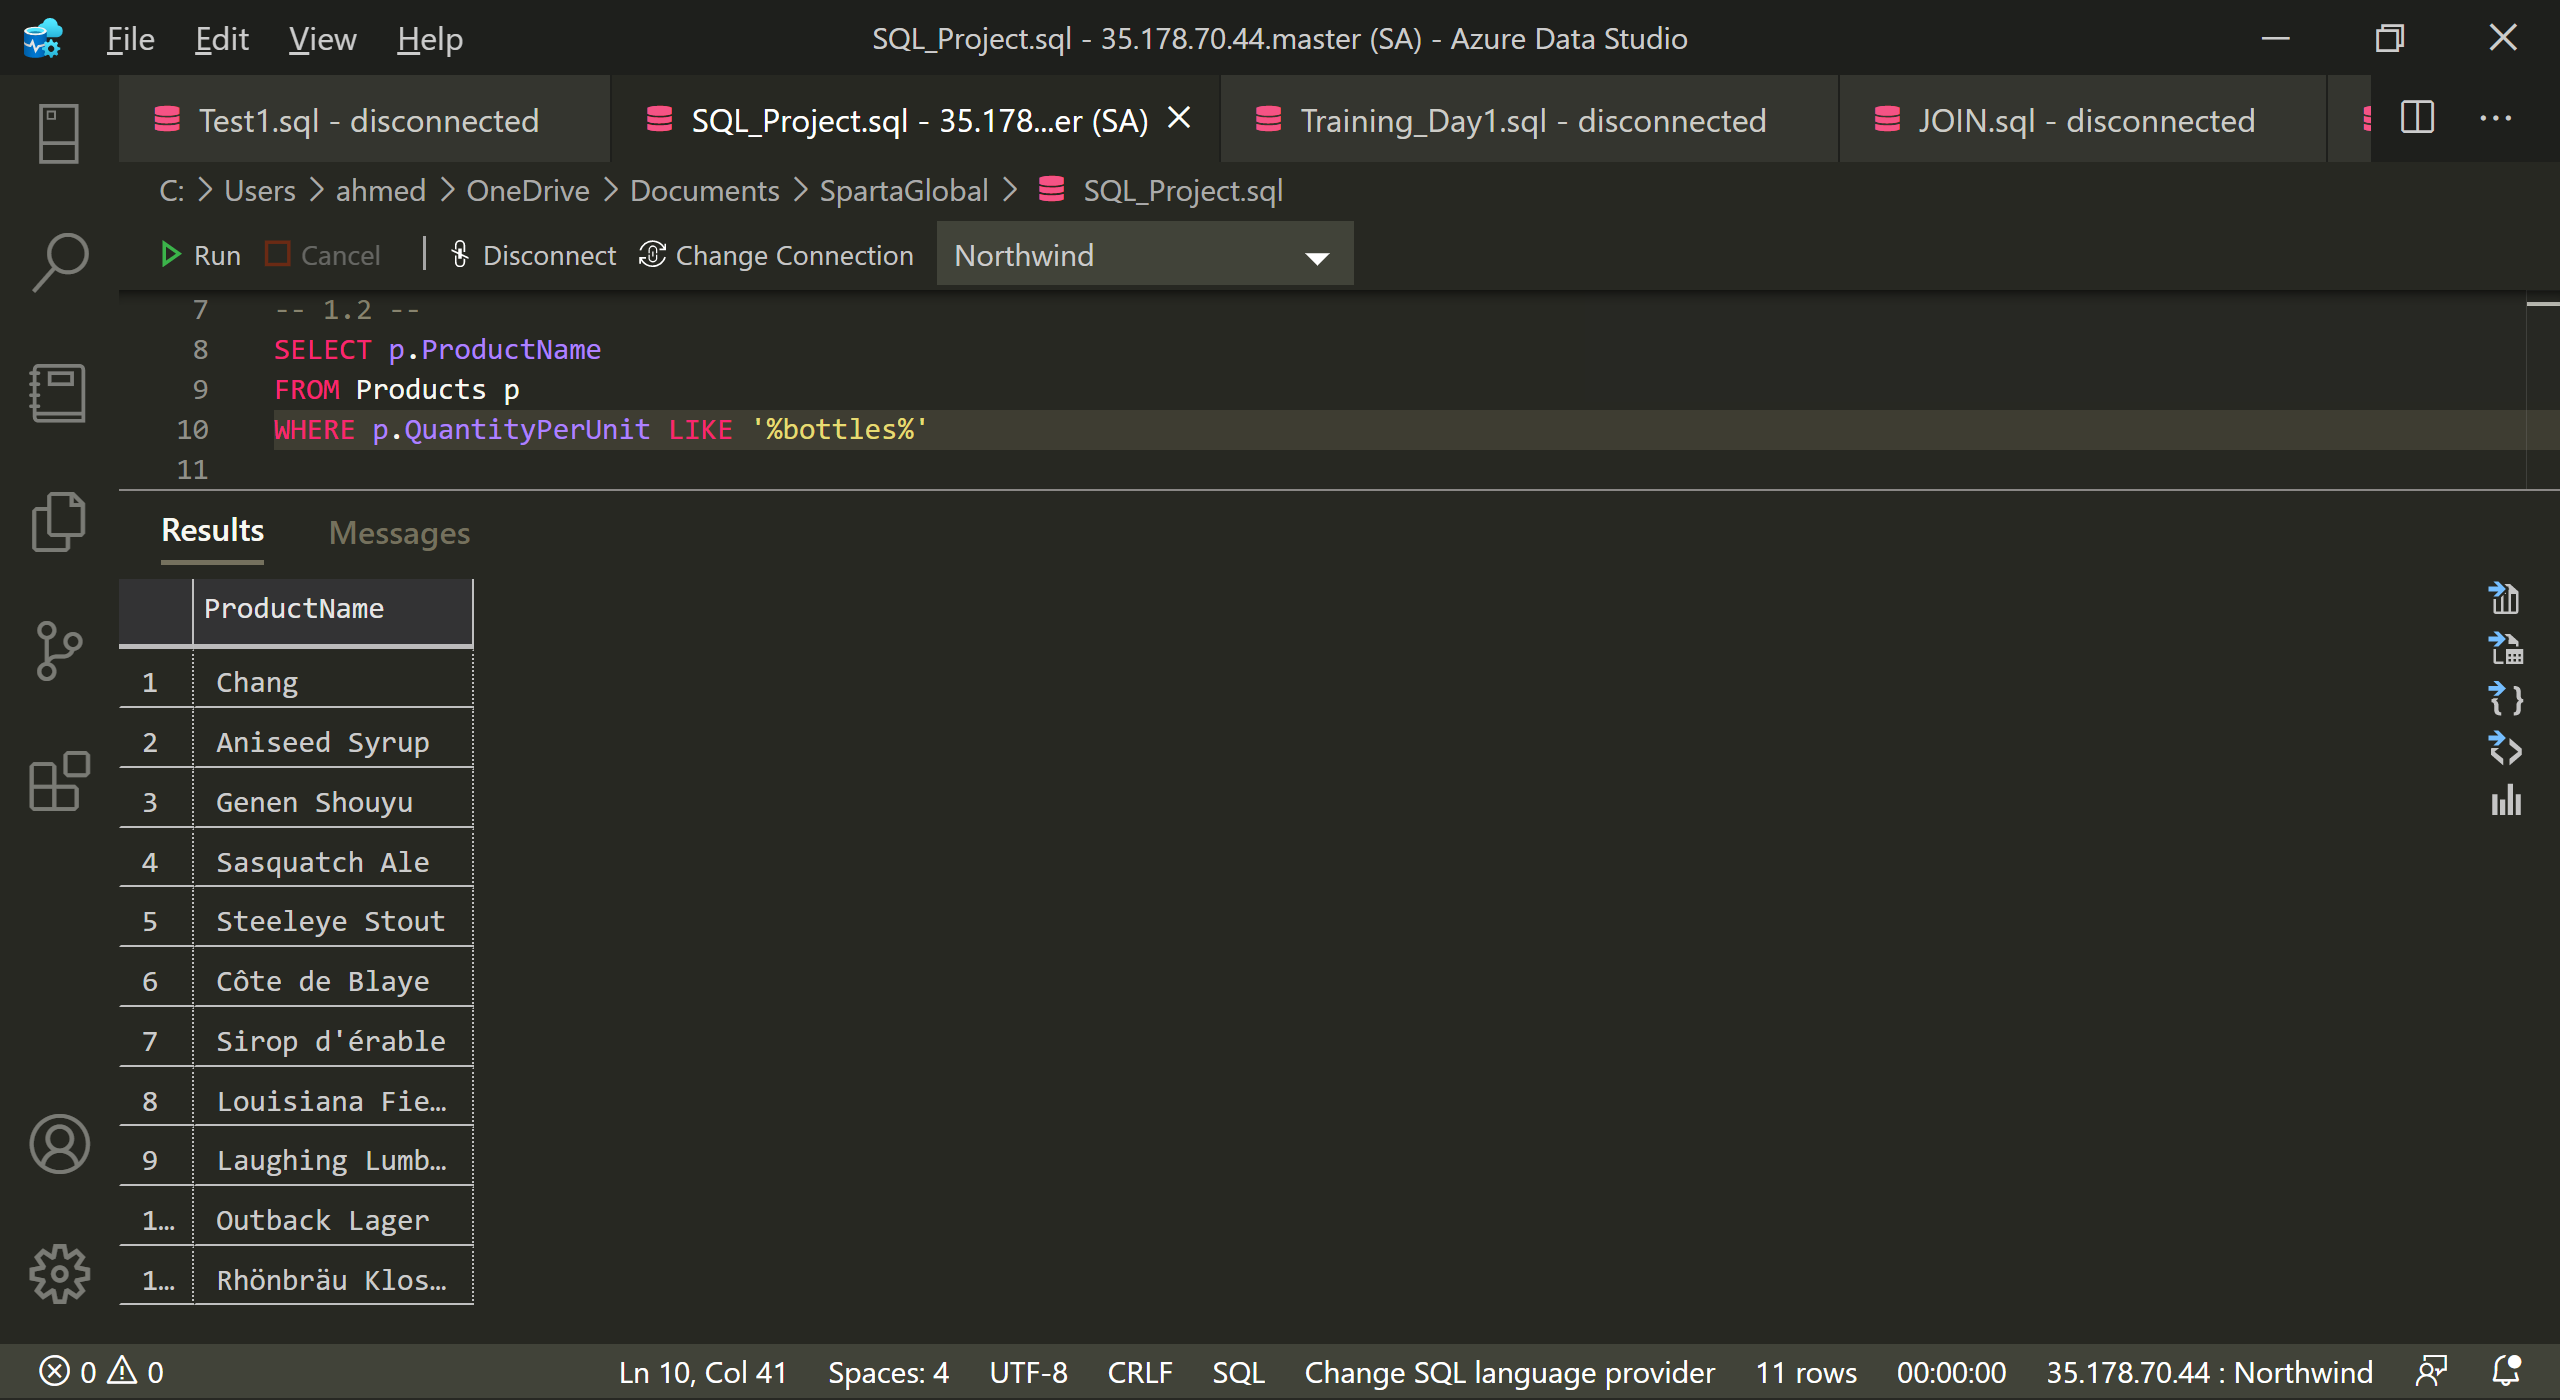 File Edit View Help SQL_Project.sql - 35.178.70.44.master (SA) - Azure Data Studio
Test1.sql - disconnected SQL_Project.sql - 35.178...er (SA) Training_Day1.sql - disconnected JOIN.sql - disconnected
C: > Users > ahmed > OneDrive > Documents > SpartaGlobal > SQL_Project.sql
Run Cancel Disconnect Change Connection Northwind
7 -- 1.2 --
8 SELECT p.ProductName
9 FROM Products p
10 WHERE p.QuantityPerUnit LIKE '%bottles%'
11
Results Messages
ProductName
1 Chang
2 Aniseed Syrup
3 Genen Shouyu
4 Sasquatch Ale
5 Steeleye Stout
6 Côte de Blaye
7 Sirop d'érable
8 Louisiana Fie…
9 Laughing Lumb…
1… Outback Lager
1… Rhönbräu Klos…
0 0 Ln 10, Col 41 Spaces: 4 UTF-8 CRLF SQL Change SQL language provider 11 rows 00:00:00 35.178.70.44 : Northwind